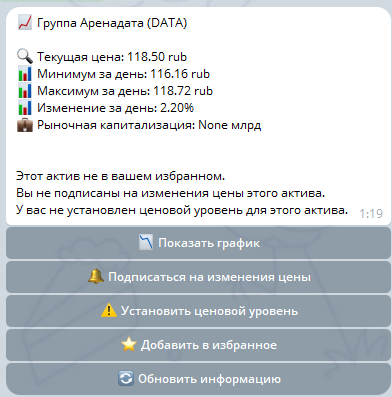 📈 Группа Аренадата (DATA)
🔍 Текущая цена: 118.50 rub
📊 Минимум за день: 116.16 rub
📊 Максимум за день: 118.72 rub
📊 Изменение за день: 2.20%
💼 Рыночная капитализация: None млрд
Этот актив не в вашем избранном.
Вы не подписаны на изменения цены этого актива.
У вас не установлен ценовой уровень для этого актива.
1:19
📉 Показать график
🔔 Подписаться на изменения цены
⚠️ Установить ценовой уровень
⭐ Добавить в избранное
🔄 Обновить информацию